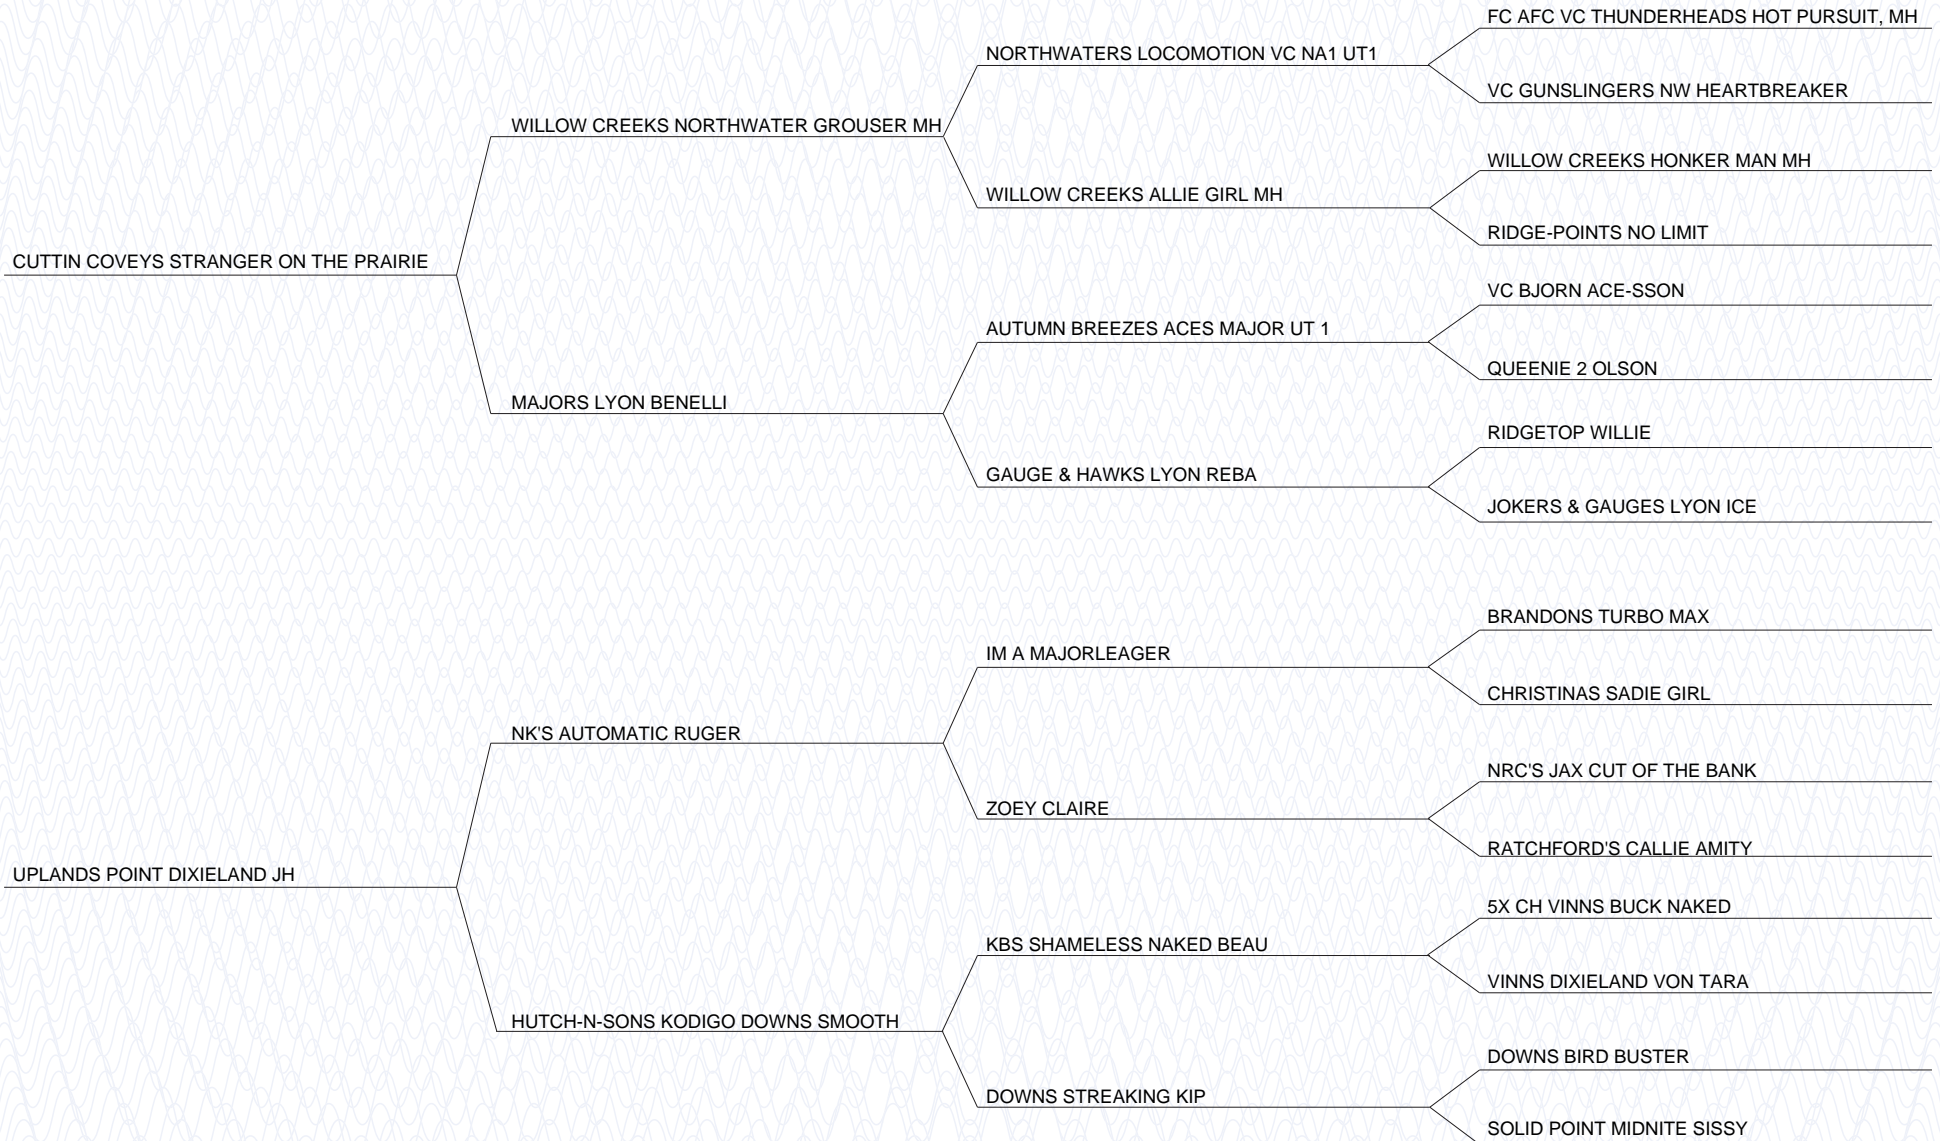 FC AFC VC THUNDERHEADS HOT PURSUIT, MH
NORTHWATERS LOCOMOTION VC NA1 UT1
VC GUNSLINGERS NW HEARTBREAKER
WILLOW CREEKS NORTHWATER GROUSER MH
WILLOW CREEKS HONKER MAN MH
WILLOW CREEKS ALLIE GIRL MH
RIDGE-POINTS NO LIMIT
CUTTIN COVEYS STRANGER ON THE PRAIRIE
VC BJORN ACE-SSON
AUTUMN BREEZES ACES MAJOR UT 1
QUEENIE 2 OLSON
MAJORS LYON BENELLI
RIDGETOP WILLIE
GAUGE & HAWKS LYON REBA
JOKERS & GAUGES LYON ICE
BRANDONS TURBO MAX
IM A MAJORLEAGER
CHRISTINAS SADIE GIRL
NK'S AUTOMATIC RUGER
NRC'S JAX CUT OF THE BANK
ZOEY CLAIRE
RATCHFORD'S CALLIE AMITY
UPLANDS POINT DIXIELAND JH
5X CH VINNS BUCK NAKED
KBS SHAMELESS NAKED BEAU
VINNS DIXIELAND VON TARA
HUTCH-N-SONS KODIGO DOWNS SMOOTH
DOWNS BIRD BUSTER
DOWNS STREAKING KIP
SOLID POINT MIDNITE SISSY